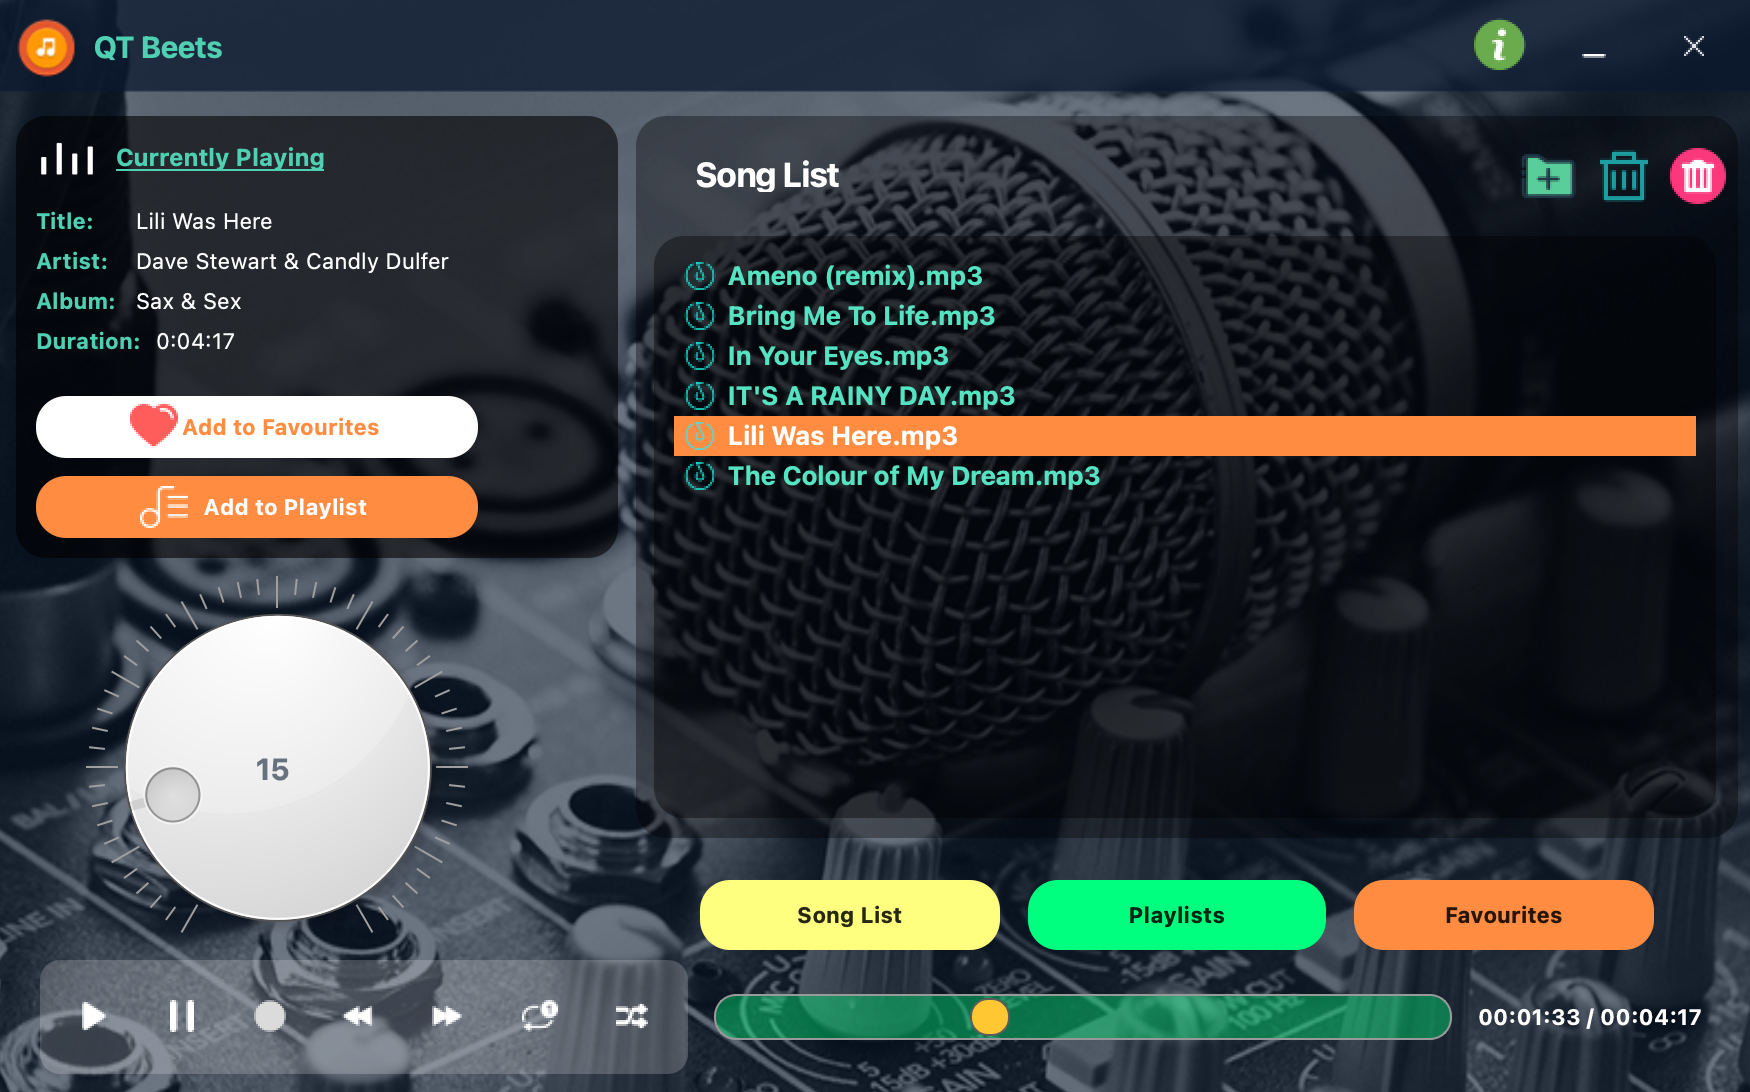 QT Beets
Currently Playing
Title: Lili Was Here
Artist: Dave Stewart & Candly Dulfer
Album: Sax & Sex
Duration: 0:04:17
Add to Favourites
Add to Playlist
15
Song List
Ameno (remix).mp3
Bring Me To Life.mp3
In Your Eyes.mp3
IT'S A RAINY DAY.mp3
Lili Was Here.mp3
The Colour of My Dream.mp3
Song List
Playlists
Favourites
00:01:33 / 00:04:17